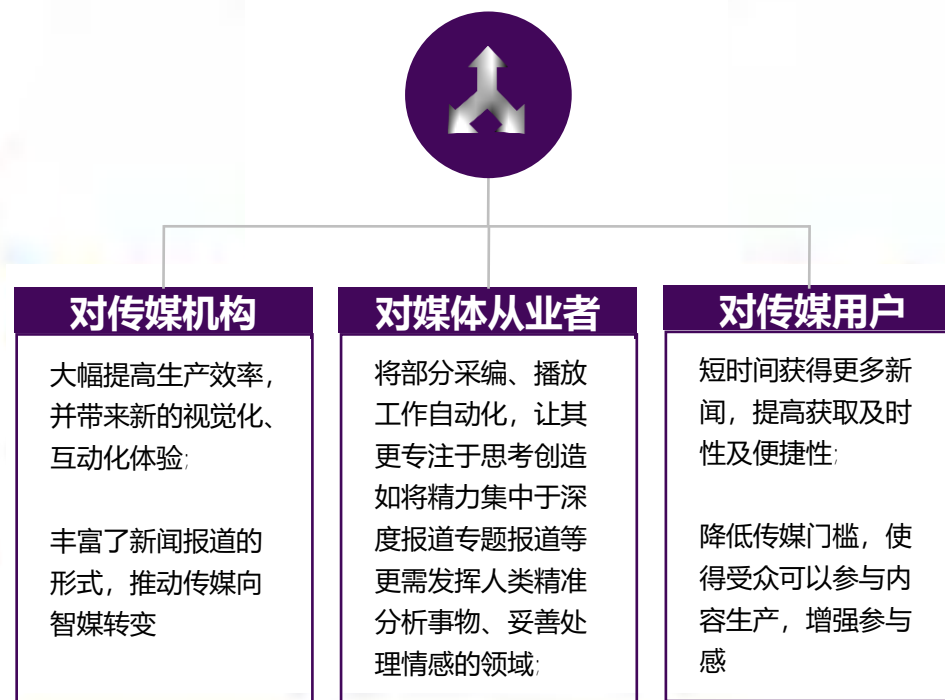 对传媒机构
大幅提高生产效率，
并带来新的视觉化、
互动化体验;
丰富了新闻报道的
形式，推动传媒向
智媒转变
对媒体从业者
将部分采编、播放
工作自动化，让其
更专注于思考创造
如将精力集中于深
度报道专题报道等
更需发挥人类精准
分析事物、妥善处
理情感的领域;
对传媒用户
短时间获得更多新
闻，提高获取及时
性及便捷性;
降低传媒门槛，使
得受众可以参与内
容生产，增强参与
感